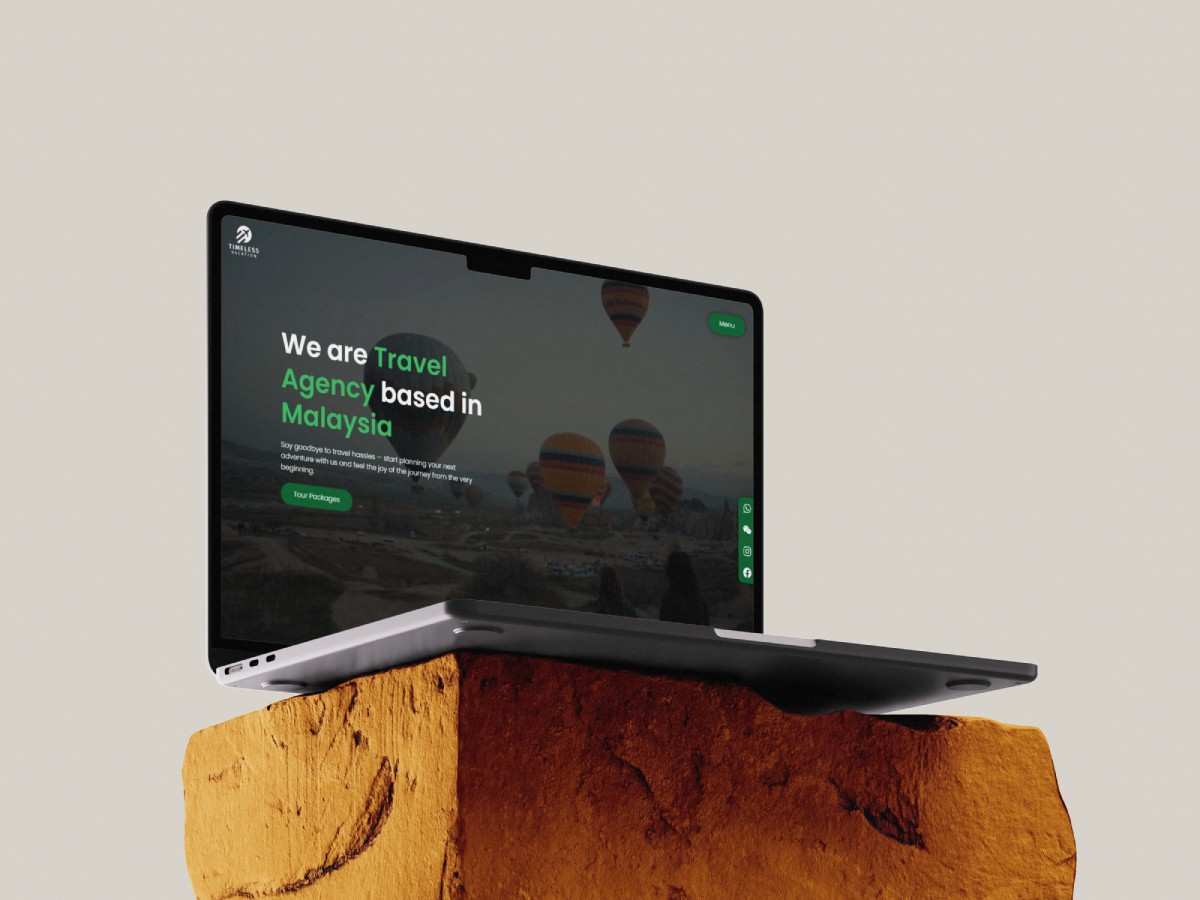 TIMELESS
VACATION
Menu
We are Travel
Agency based in
Malaysia
Say goodbye to travel hassles — start planning your next
adventure with us and feel the joy of the journey from the very
beginning.
Tour Packages